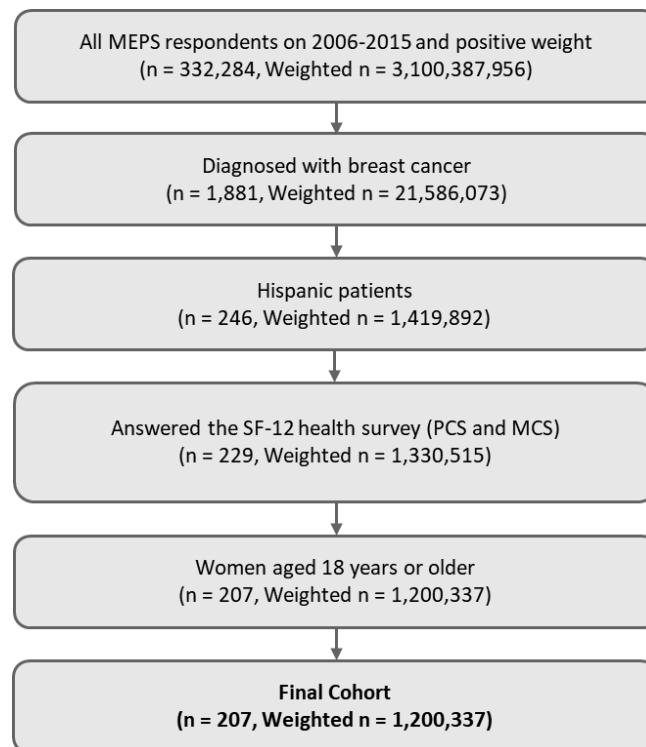 All MEPS respondents on 2006-2015 and positive weight
(n = 332,284, Weighted n = 3,100,387,956)
Diagnosed with breast cancer
(n = 1,881, Weighted n = 21,586,073)
Hispanic patients
(n = 246, Weighted n = 1,419,892)
Answered the SF-12 health survey (PCS and MCS)
(n = 229, Weighted n = 1,330,515)
Women aged 18 years or older
(n = 207, Weighted n = 1,200,337)
Final Cohort
(n = 207, Weighted n = 1,200,337)